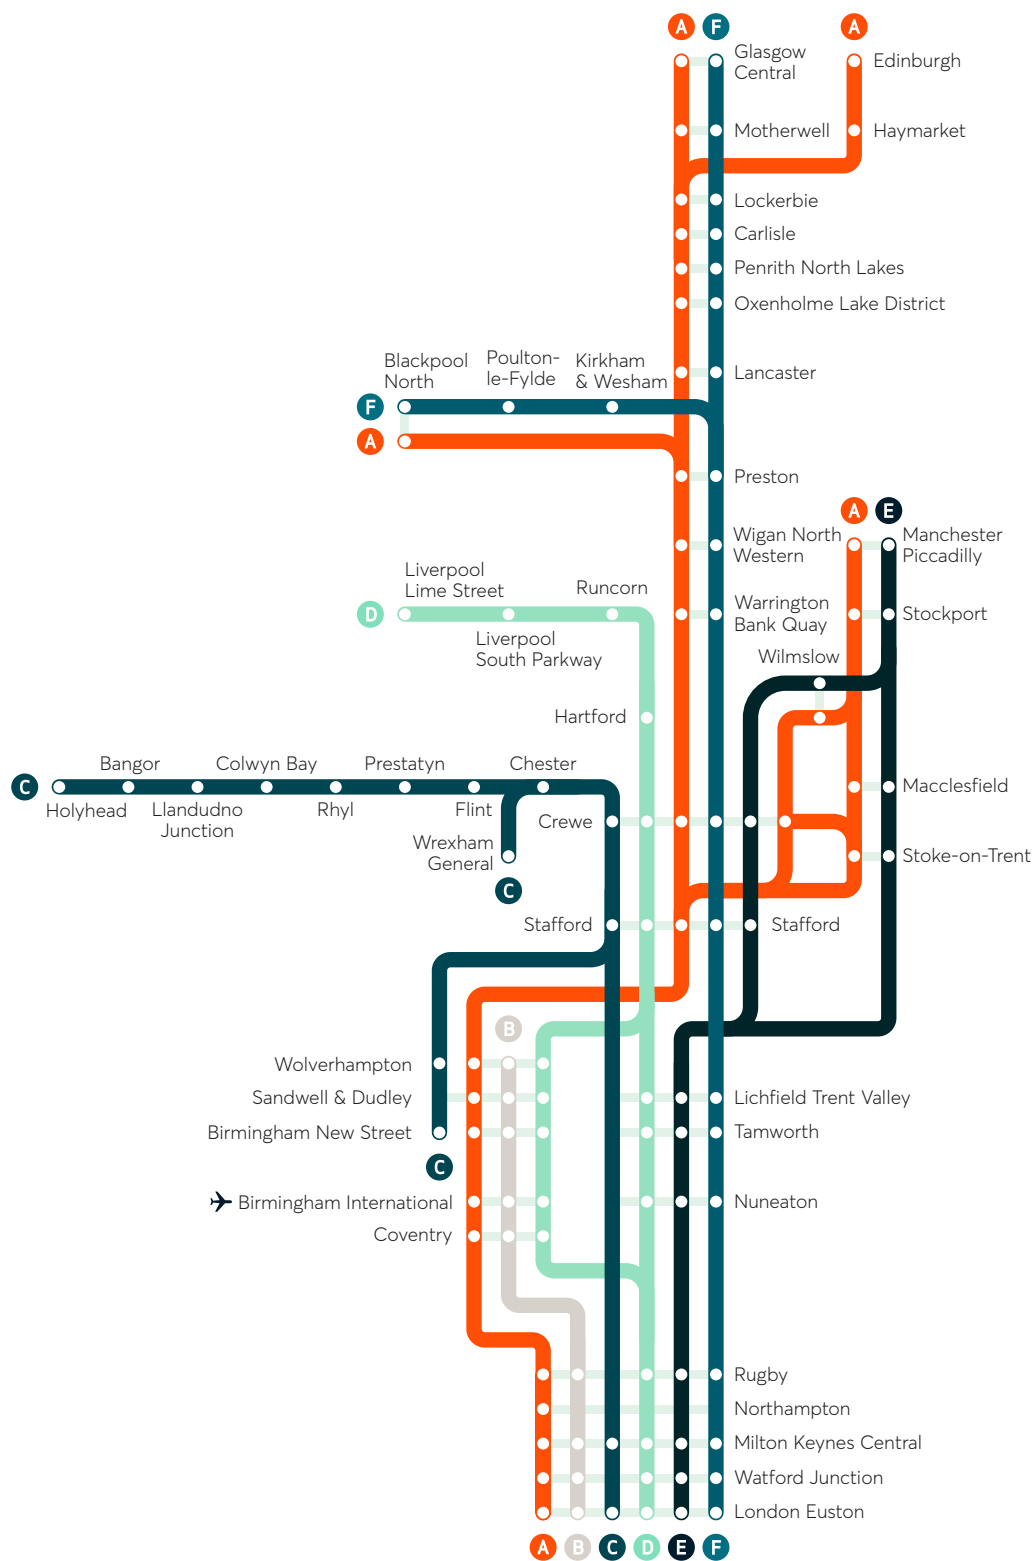 A F A
Glasgow
Central
Edinburgh
Motherwell
Haymarket
Lockerbie
Carlisle
Penrith North Lakes
Oxenholme Lake District
Blackpool
North
Poulton-
le-Fylde
Kirkham
& Wesham
Lancaster
F
A
Preston
A E
Wigan North
Western
Manchester
Piccadilly
Liverpool
Lime Street
Runcorn
D
Warrington
Bank Quay
Stockport
Liverpool
South Parkway
Wilmslow
Hartford
Bangor
Colwyn Bay
Prestatyn
Chester
C
Macclesfield
Holyhead
Llandudno
Junction
Rhyl
Flint
Crewe
Wrexham
General
Stoke-on-Trent
C
Stafford
Stafford
B
Wolverhampton
Sandwell & Dudley
Lichfield Trent Valley
Birmingham New Street
Tamworth
C
Birmingham International
Nuneaton
Coventry
Rugby
Northampton
Milton Keynes Central
Watford Junction
London Euston
A B C D E F